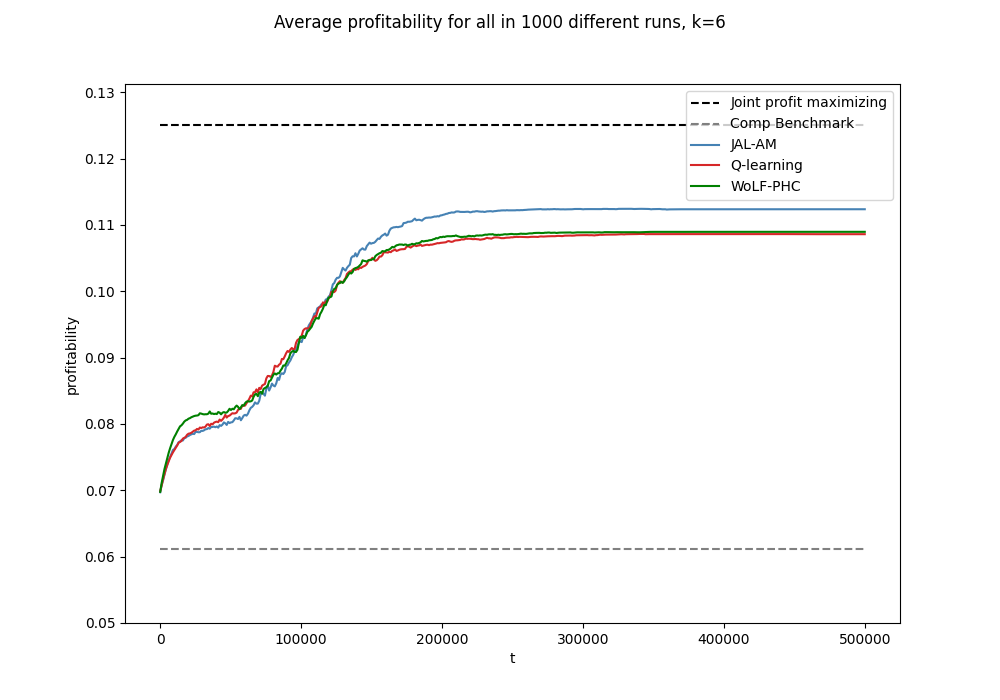 Average profitability for all in 1000 different runs, k=6
0.13
0.12
0.11
0.10
0.09
0.08
0.07
0.06
0.05
profitability
Joint profit maximizing
Comp Benchmark
JAL-AM
Q-learning
WoLF-PHC
0
100000
200000
300000
400000
500000
t